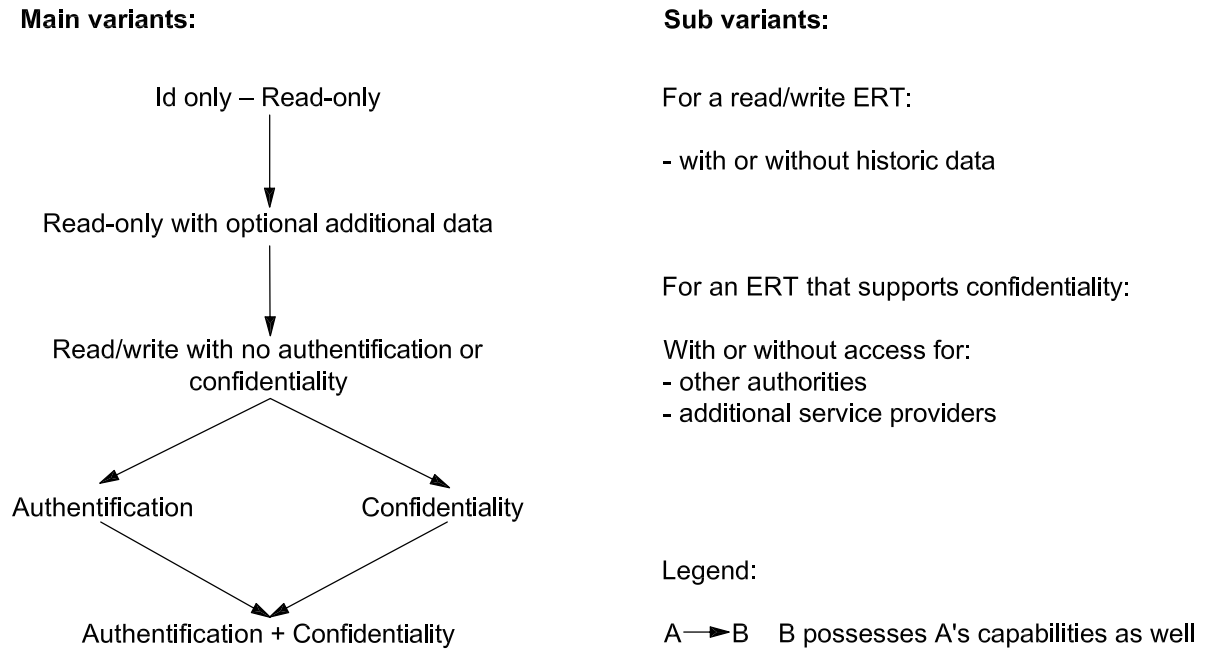 Main variants:
Id only – Read-only
Read-only with optional additional data
Read/write with no authentification or
confidentiality
Authentification
Confidentiality
Authentification + Confidentiality
Sub variants:
For a read/write ERT:
- with or without historic data
For an ERT that supports confidentiality:
With or without access for:
- other authorities
- additional service providers
Legend:
A B B possesses A's capabilities as well